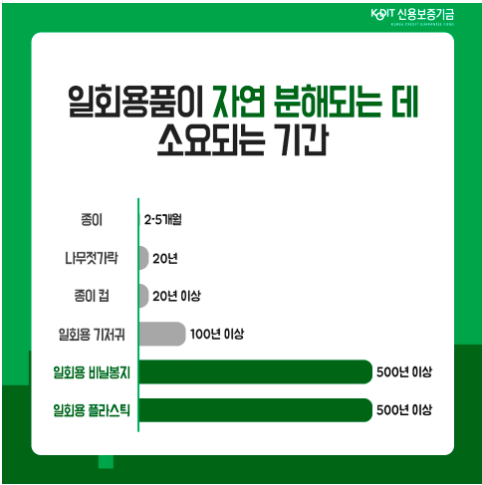 KODIT 신용보증기금
KOREA CREDIT GUARANTEE FUND
일회용품이 자연 분해되는 데
소요되는 기간
종이 2-5개월
나무젓가락 20년
종이 컵 20년 이상
일회용 기저귀 100년 이상
일회용 비닐봉지 500년 이상
일회용 플라스틱 500년 이상